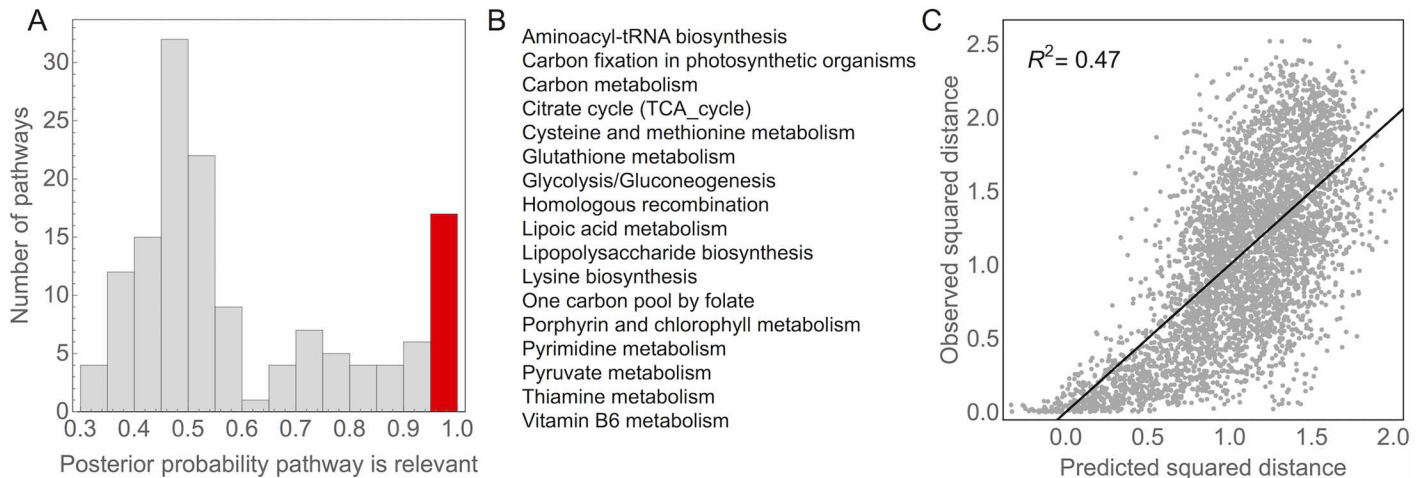 A
Number of pathways
30
25
20
15
10
5
0
0.3 0.4 0.5 0.6 0.7 0.8 0.9 1.0
Posterior probability pathway is relevant
B
Aminoacyl-tRNA biosynthesis
Carbon fixation in photosynthetic organisms
Carbon metabolism
Citrate cycle (TCA_cycle)
Cysteine and methionine metabolism
Glutathione metabolism
Glycolysis/Gluconeogenesis
Homologous recombination
Lipoic acid metabolism
Lipopolysaccharide biosynthesis
Lysine biosynthesis
One carbon pool by folate
Porphyrin and chlorophyll metabolism
Pyrimidine metabolism
Pyruvate metabolism
Thiamine metabolism
Vitamin B6 metabolism
C
R²= 0.47
Observed squared distance
2.5
2.0
1.5
1.0
0.5
0.0
0.0 0.5 1.0 1.5 2.0
Predicted squared distance